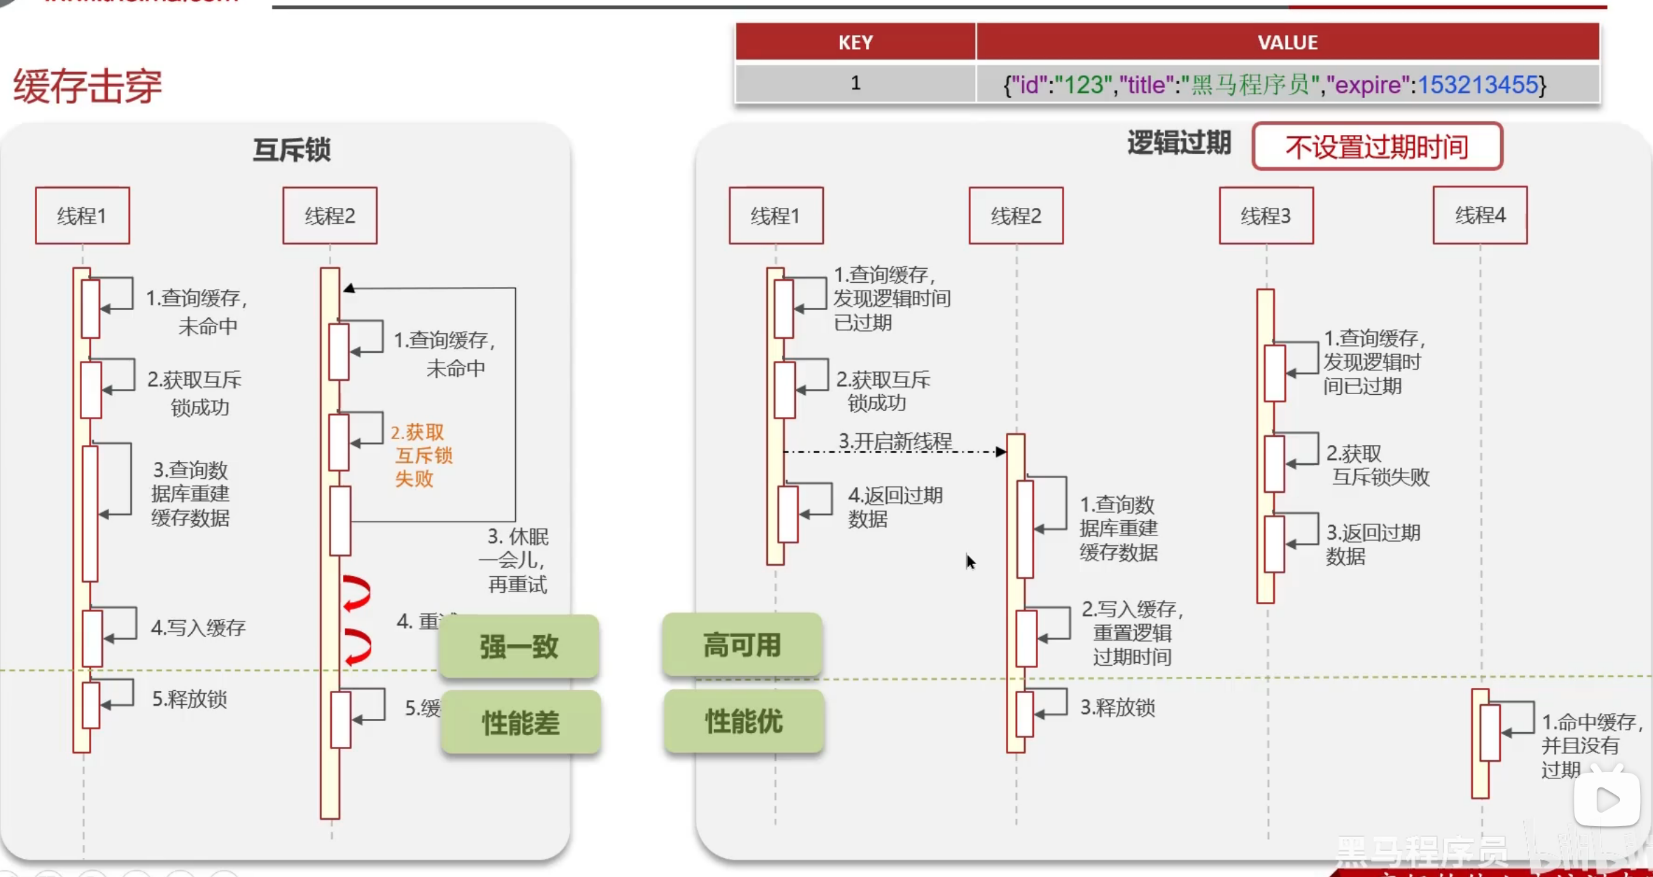 KEY VALUE
1 {"id":"123","title":"黑马程序员","expire":153213455}
缓存击穿
互斥锁
线程1
线程2
1.查询缓存，
未命中
2.获取互斥
锁成功
3.查询数
据库重建
缓存数据
4.写入缓存
5.释放锁
1.查询缓存，
未命中
2.获取
互斥锁
失败
3. 休眠
一会儿，
再重试
4. 重试
5.缓
强一致
性能差
逻辑过期
不设置过期时间
线程1
线程2
线程3
线程4
1.查询缓存，
发现逻辑时间
已过期
2.获取互斥
锁成功
3.开启新线程
4.返回过期
数据
1.查询数
据库重建
缓存数据
2.写入缓存，
重置逻辑
过期时间
3.释放锁
1.查询缓存，
发现逻辑时
间已过期
2.获取
互斥锁失败
3.返回过期
数据
1.命中缓存，
并且没有
过期
高可用
性能优
黑马程序员